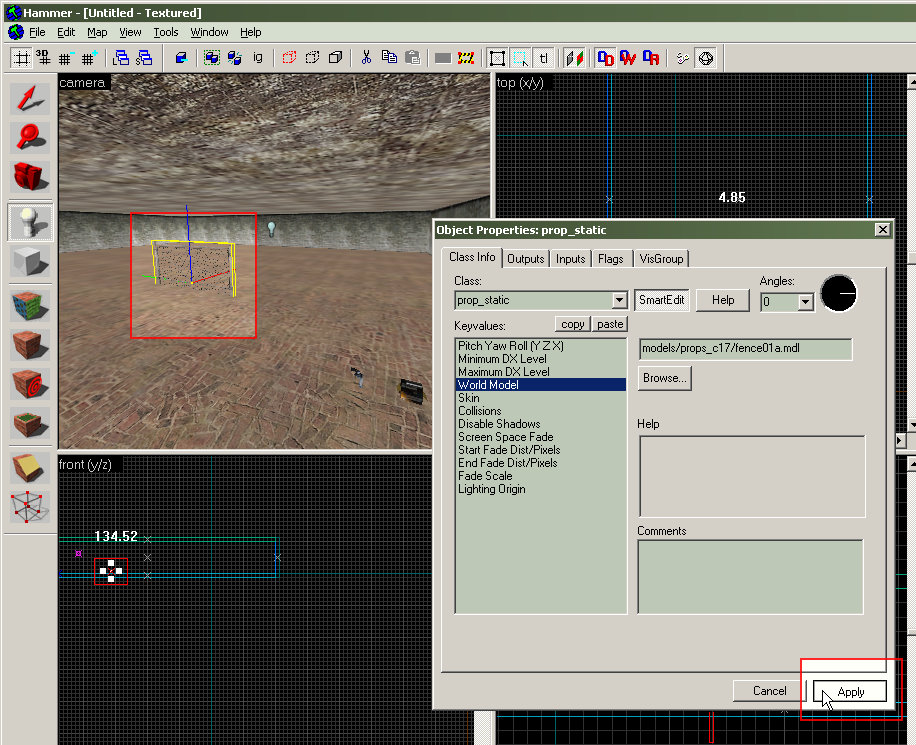 Hammer - [Untitled - Textured]
File Edit Map View Tools Window Help
3D
ig
tl
camera
top (x/y)
4.85
Object Properties: prop_static
Class Info Outputs Inputs Flags VisGroup
Class:
Angles:
prop_static
SmartEdit
Help
0
Keyvalues:
copy
paste
Pitch Yaw Roll (Y Z X)
Minimum DX Level
Maximum DX Level
World Model
Skin
Collisions
Disable Shadows
Screen Space Fade
Start Fade Dist/Pixels
End Fade Dist/Pixels
Fade Scale
Lighting Origin
models/props_c17/fence01a.mdl
Browse...
Help
Comments
Cancel
Apply
front (y/z)
134.52